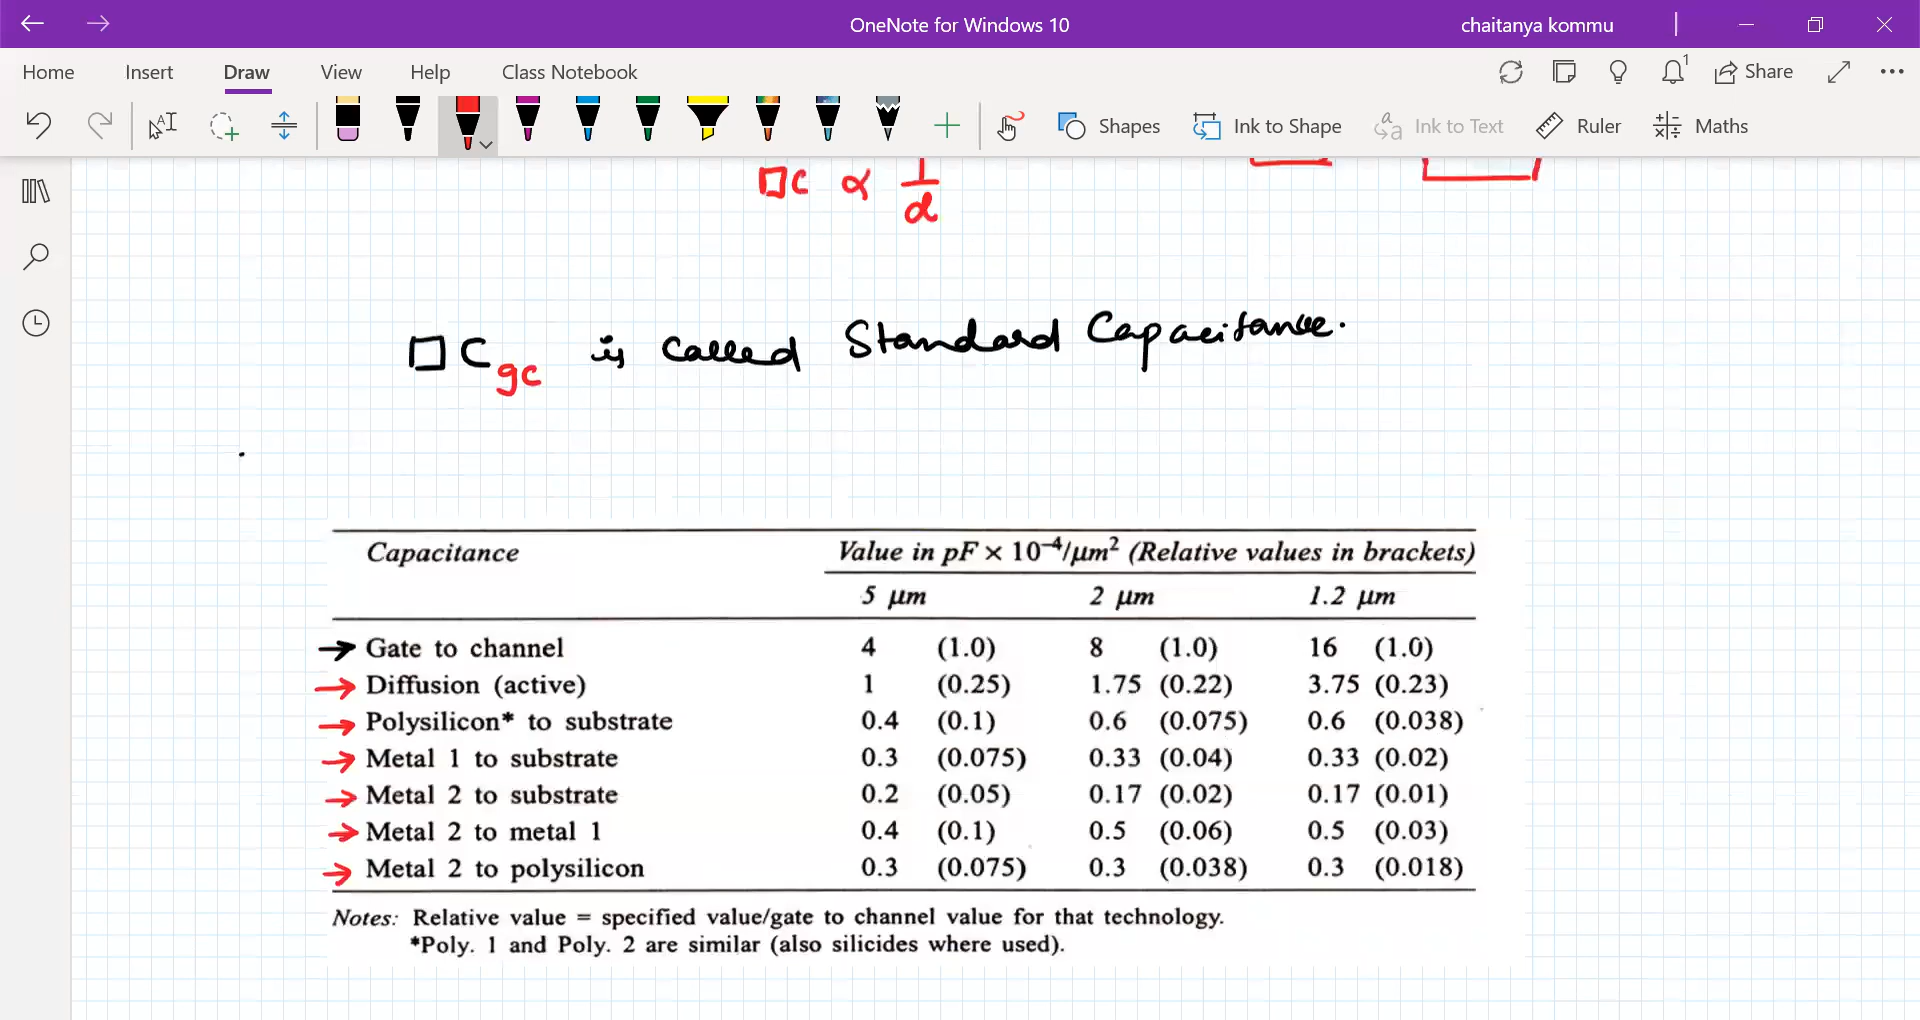 OneNote for Windows 10
chaitanya kommu
Home Insert Draw View Help Class Notebook
1
Share
Shapes Ink to Shape Ink to Text Ruler Maths
□C ∝ 1/d
□ Cgc is called Standard Capacitance.
Capacitance Value in pF × 10⁻⁴/μm² (Relative values in brackets)
5 μm 2 μm 1.2 μm
→ Gate to channel 4 (1.0) 8 (1.0) 16 (1.0)
→ Diffusion (active) 1 (0.25) 1.75 (0.22) 3.75 (0.23)
→ Polysilicon* to substrate 0.4 (0.1) 0.6 (0.075) 0.6 (0.038)
→ Metal 1 to substrate 0.3 (0.075) 0.33 (0.04) 0.33 (0.02)
→ Metal 2 to substrate 0.2 (0.05) 0.17 (0.02) 0.17 (0.01)
→ Metal 2 to metal 1 0.4 (0.1) 0.5 (0.06) 0.5 (0.03)
→ Metal 2 to polysilicon 0.3 (0.075) 0.3 (0.038) 0.3 (0.018)
Notes: Relative value = specified value/gate to channel value for that technology.
*Poly. 1 and Poly. 2 are similar (also silicides where used).